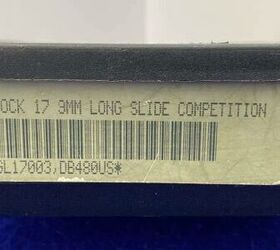 OCK 17 9MM LONG SLIDE COMPETITION
GL17003,DB480US*